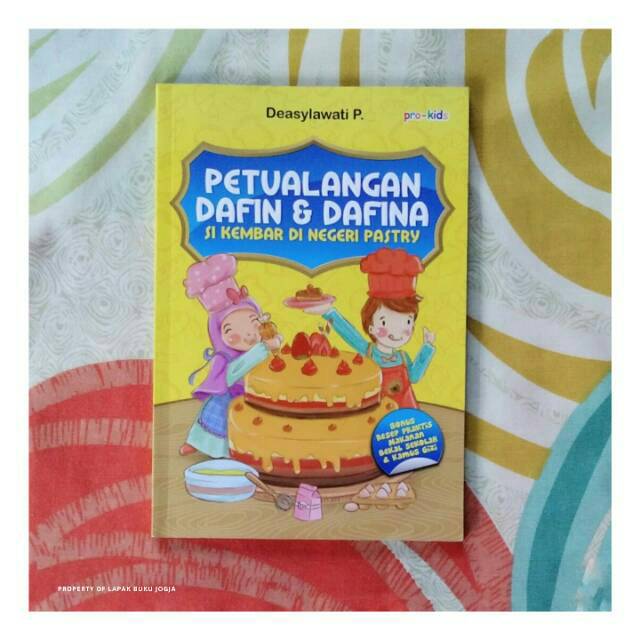 Deasylawati P.
pro-kids
PETUALANGAN
DAFIN & DAFINA
SI KEMBAR DI NEGERI PASTRY
BONUS
RESEP PRAKTIS
MAKANAN
BEKAL SEKOLAH
& KAMUS GIZI
PROPERTY OF LAPAK BUKU JOGJA